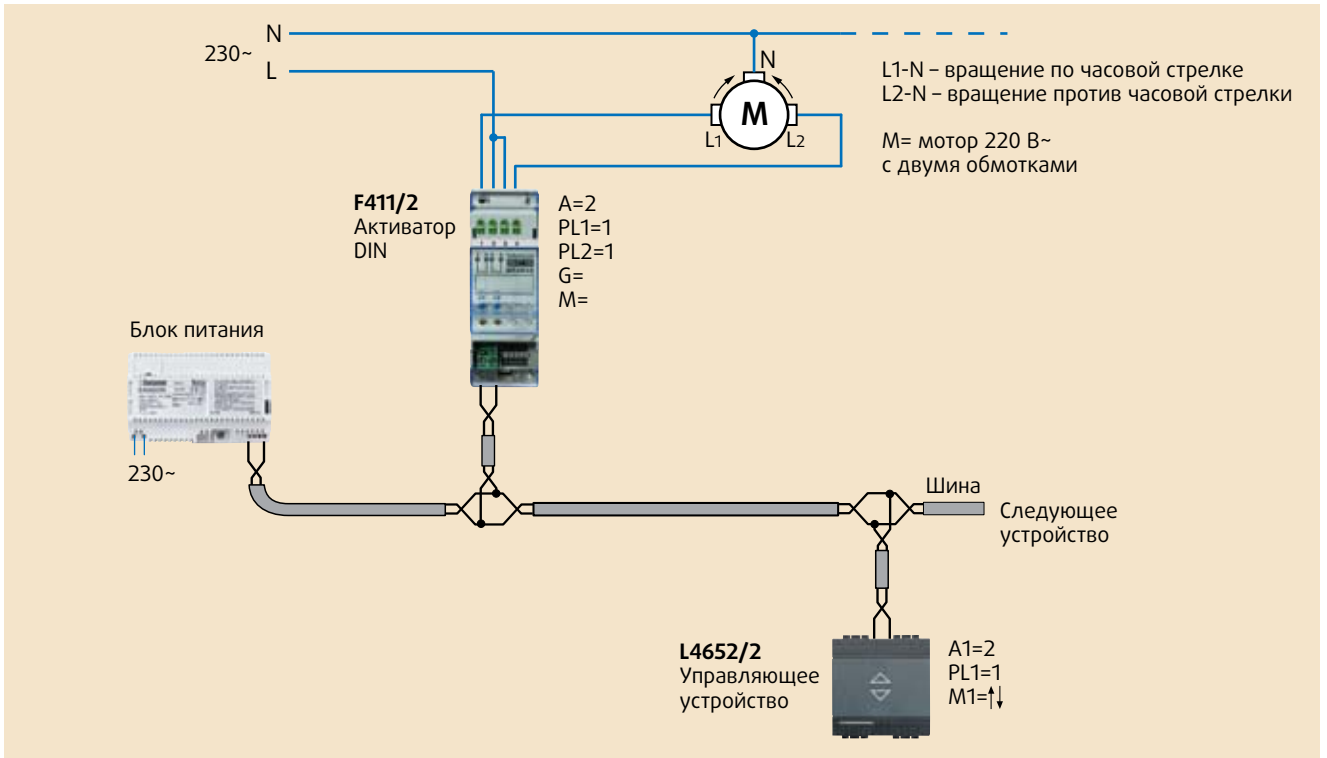 N
230~
L
N
M
L1
L2
L1-N – вращение по часовой стрелке
L2-N – вращение против часовой стрелки
M= мотор 220 В~
с двумя обмотками
F411/2
Активатор
DIN
A=2
PL1=1
PL2=1
G=
M=
Блок питания
230~
Шина
Следующее
устройство
L4652/2
Управляющее
устройство
A1=2
PL1=1
M1=↑↓